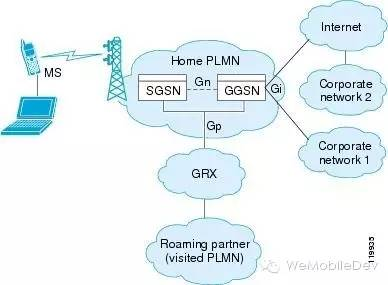 Internet
Home PLMN
MS
Gn
SGSN
GGSN
Gi
Corporate
network 2
Gp
Corporate
network 1
GRX
Roaming partner
(visited PLMN)
119935
WeMobileDev